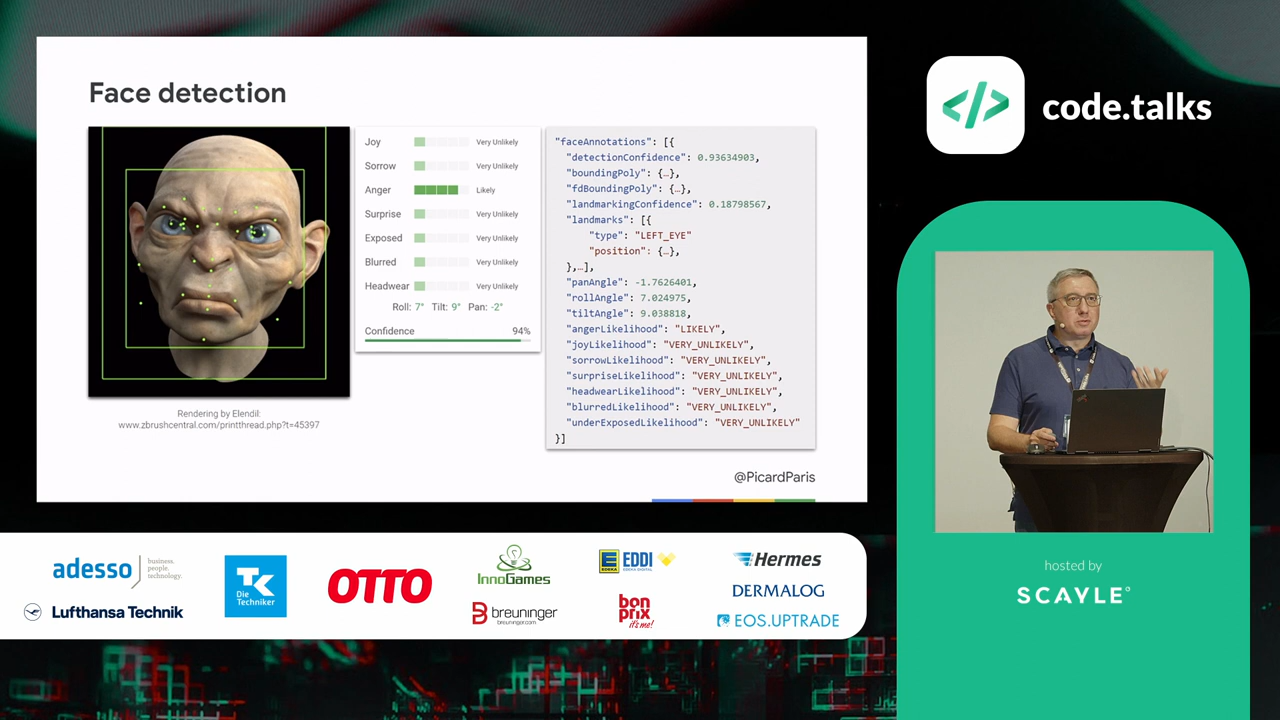 Face detection
Joy Very Unlikely
Sorrow Very Unlikely
Anger Likely
Surprise Very Unlikely
Exposed Very Unlikely
Blurred Very Unlikely
Headwear Very Unlikely
Roll: 7° Tilt: 9° Pan: -2°
Confidence 94%
"faceAnnotations": [{
"detectionConfidence": 0.93634903,
"boundingPoly": {…},
"fdBoundingPoly": {…},
"landmarkingConfidence": 0.18798567,
"landmarks": [{
"type": "LEFT_EYE"
"position": {…},
},…],
"panAngle": -1.7626401,
"rollAngle": 7.024975,
"tiltAngle": 9.038818,
"angerLikelihood": "LIKELY",
"joyLikelihood": "VERY_UNLIKELY",
"sorrowLikelihood": "VERY_UNLIKELY",
"surpriseLikelihood": "VERY_UNLIKELY",
"headwearLikelihood": "VERY_UNLIKELY",
"blurredLikelihood": "VERY_UNLIKELY",
"underExposedLikelihood": "VERY_UNLIKELY"
}]
Rendering by Elendil:
www.zbrushcentral.com/printthread.php?t=45397
@PicardParis
</> code.talks
hosted by
SCAYLE
adesso business.
people.
technology.
Lufthansa Technik
TK
Die
Techniker
OTTO
InnoGames
B breuninger
breuninger.com
E EDDI
EDEKA DIGITAL
bon
prix
it's me!
Hermes
DERMALOG
EOS.UPTRADE